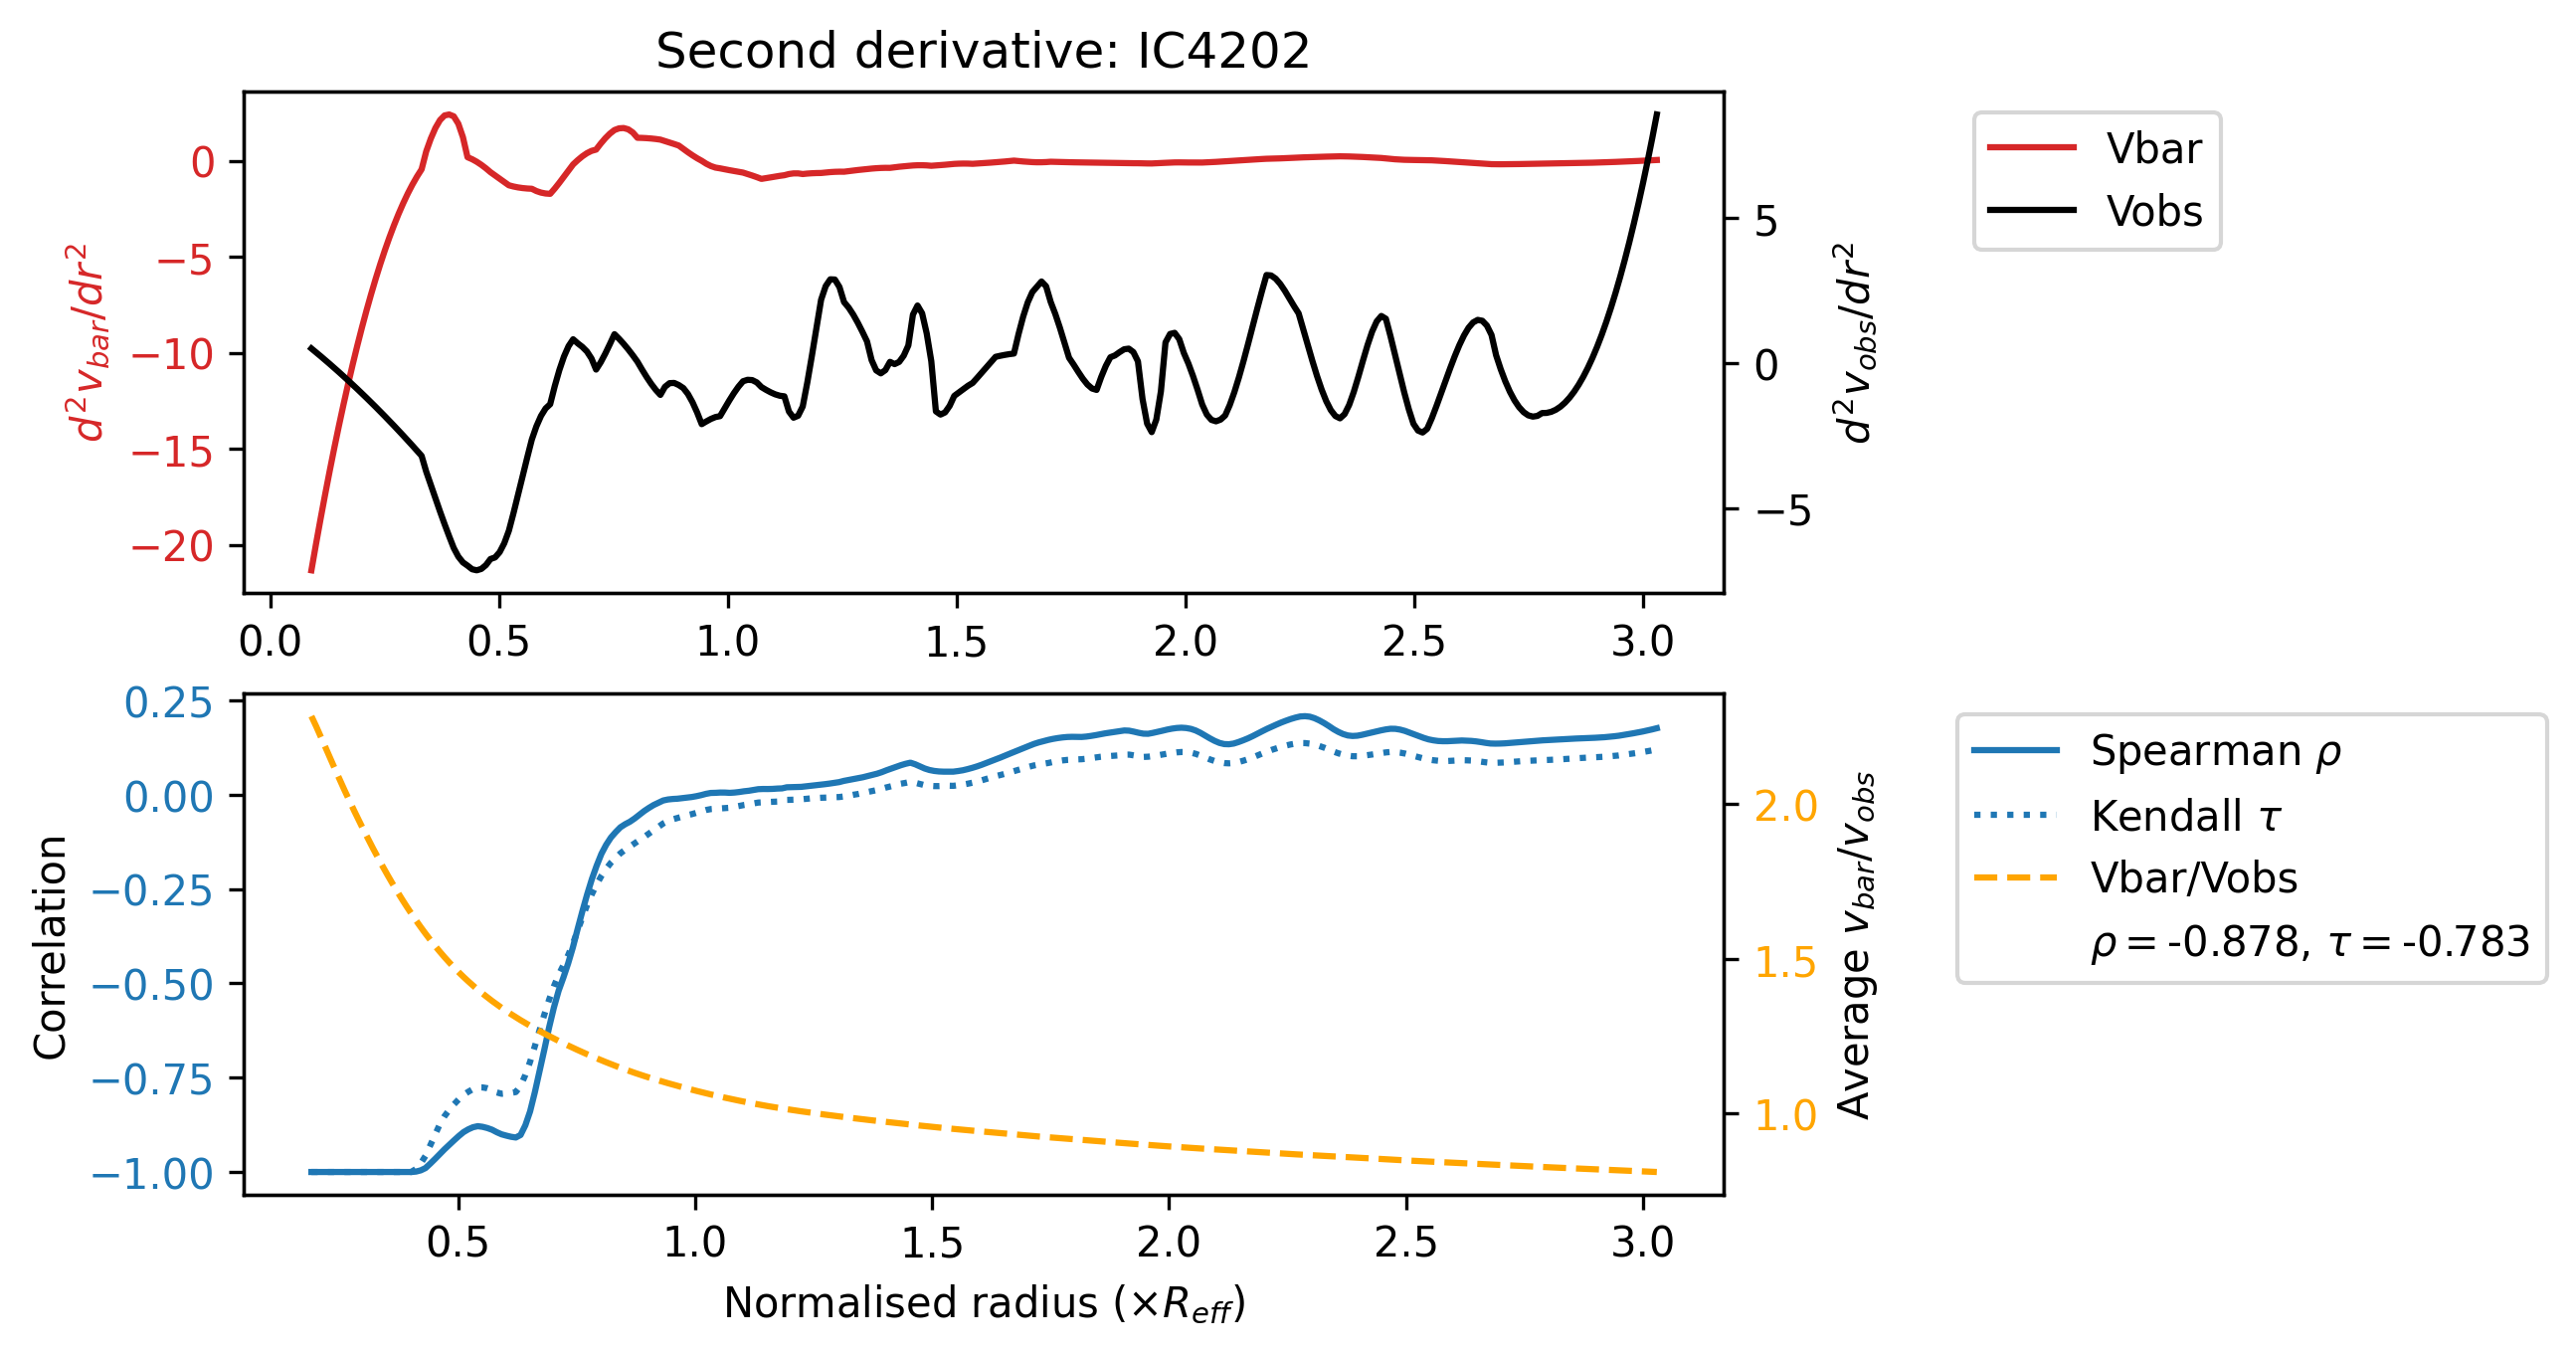 Second derivative: IC4202
d²v_bar/dr²
0
−5
−10
−15
−20
5
0
−5
d²v_obs/dr²
0.0 0.5 1.0 1.5 2.0 2.5 3.0
Vbar
Vobs
Correlation
0.25
0.00
−0.25
−0.50
−0.75
−1.00
2.0
1.5
1.0
Average v_bar/v_obs
0.5 1.0 1.5 2.0 2.5 3.0
Normalised radius (×R_eff)
Spearman ρ
Kendall τ
Vbar/Vobs
ρ = -0.878, τ = -0.783